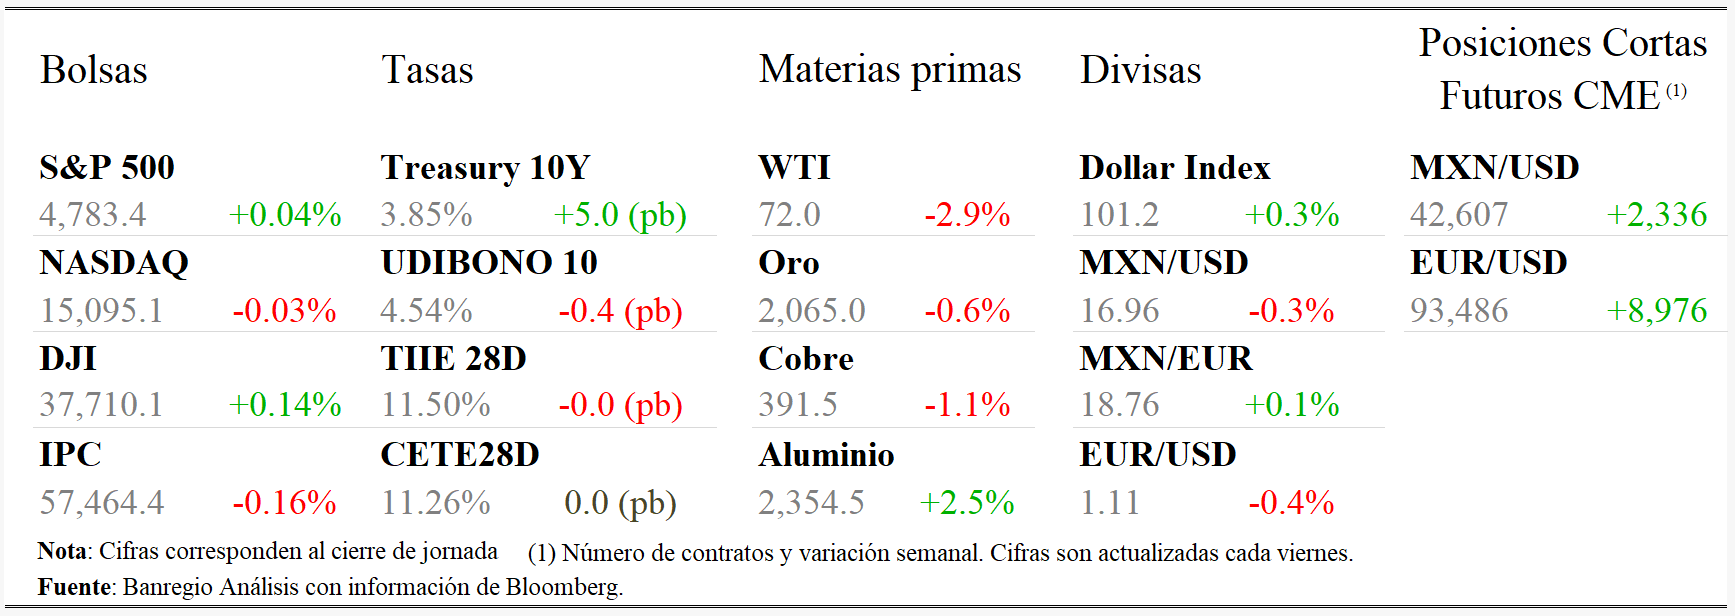 Bolsas Tasas Materias primas Divisas Posiciones Cortas
Futuros CME (1)
S&P 500 Treasury 10Y WTI Dollar Index MXN/USD
4,783.4 +0.04% 3.85% +5.0 (pb) 72.0 -2.9% 101.2 +0.3% 42,607 +2,336
NASDAQ UDIBONO 10 Oro MXN/USD EUR/USD
15,095.1 -0.03% 4.54% -0.4 (pb) 2,065.0 -0.6% 16.96 -0.3% 93,486 +8,976
DJI TIIE 28D Cobre MXN/EUR
37,710.1 +0.14% 11.50% -0.0 (pb) 391.5 -1.1% 18.76 +0.1%
IPC CETE28D Aluminio EUR/USD
57,464.4 -0.16% 11.26% 0.0 (pb) 2,354.5 +2.5% 1.11 -0.4%
Nota: Cifras corresponden al cierre de jornada (1) Número de contratos y variación semanal. Cifras son actualizadas cada viernes.
Fuente: Banregio Análisis con información de Bloomberg.